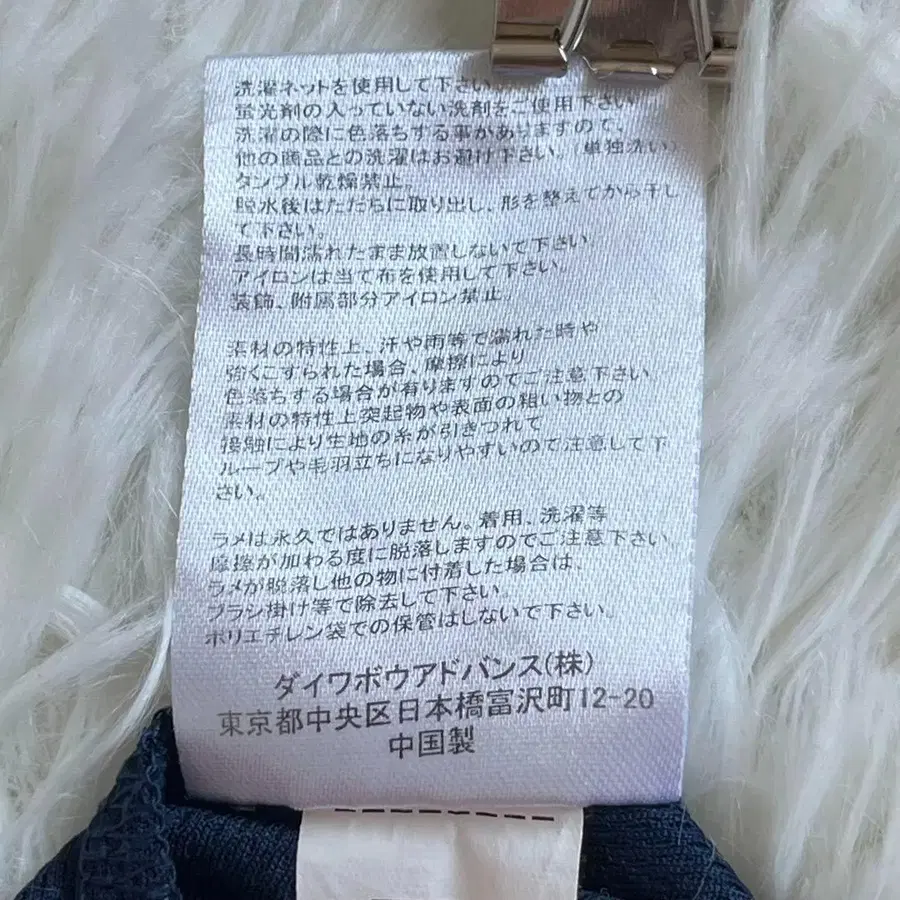 洗濯ネットを使用して下さい。
蛍光剤の入っていない洗剤をご使用下さい
洗濯の際に色落ちする事がありますので、
他の商品との洗濯はお避け下さい。(単独洗い)
タンブル乾燥禁止。
脱水後はただちに取り出し、形を整えてから干し
て下さい。
長時間濡れたまま放置しないで下さい。
アイロンは当て布を使用して下さい。
装飾、附属部分アイロン禁止。
素材の特性上、汗や雨等で濡れた時や
強くこすられた場合、摩擦により
色落ちする場合が有りますのでご注意下さい。
素材の特性上突起物や表面の粗い物との
接触により生地の糸が引きつれて
ループや毛羽立ちになりやすいので注意して下
さい。
ラメは永久ではありません。着用、洗濯等
摩擦が加わる度に脱落しますのでご注意下さい。
ラメが脱落し他の物に付着した場合は、
ブラシ掛け等で除去して下さい。
ポリエチレン袋での保管はしないで下さい。
ダイワボウアドバンス(株)
東京都中央区日本橋富沢町12-20
中国製